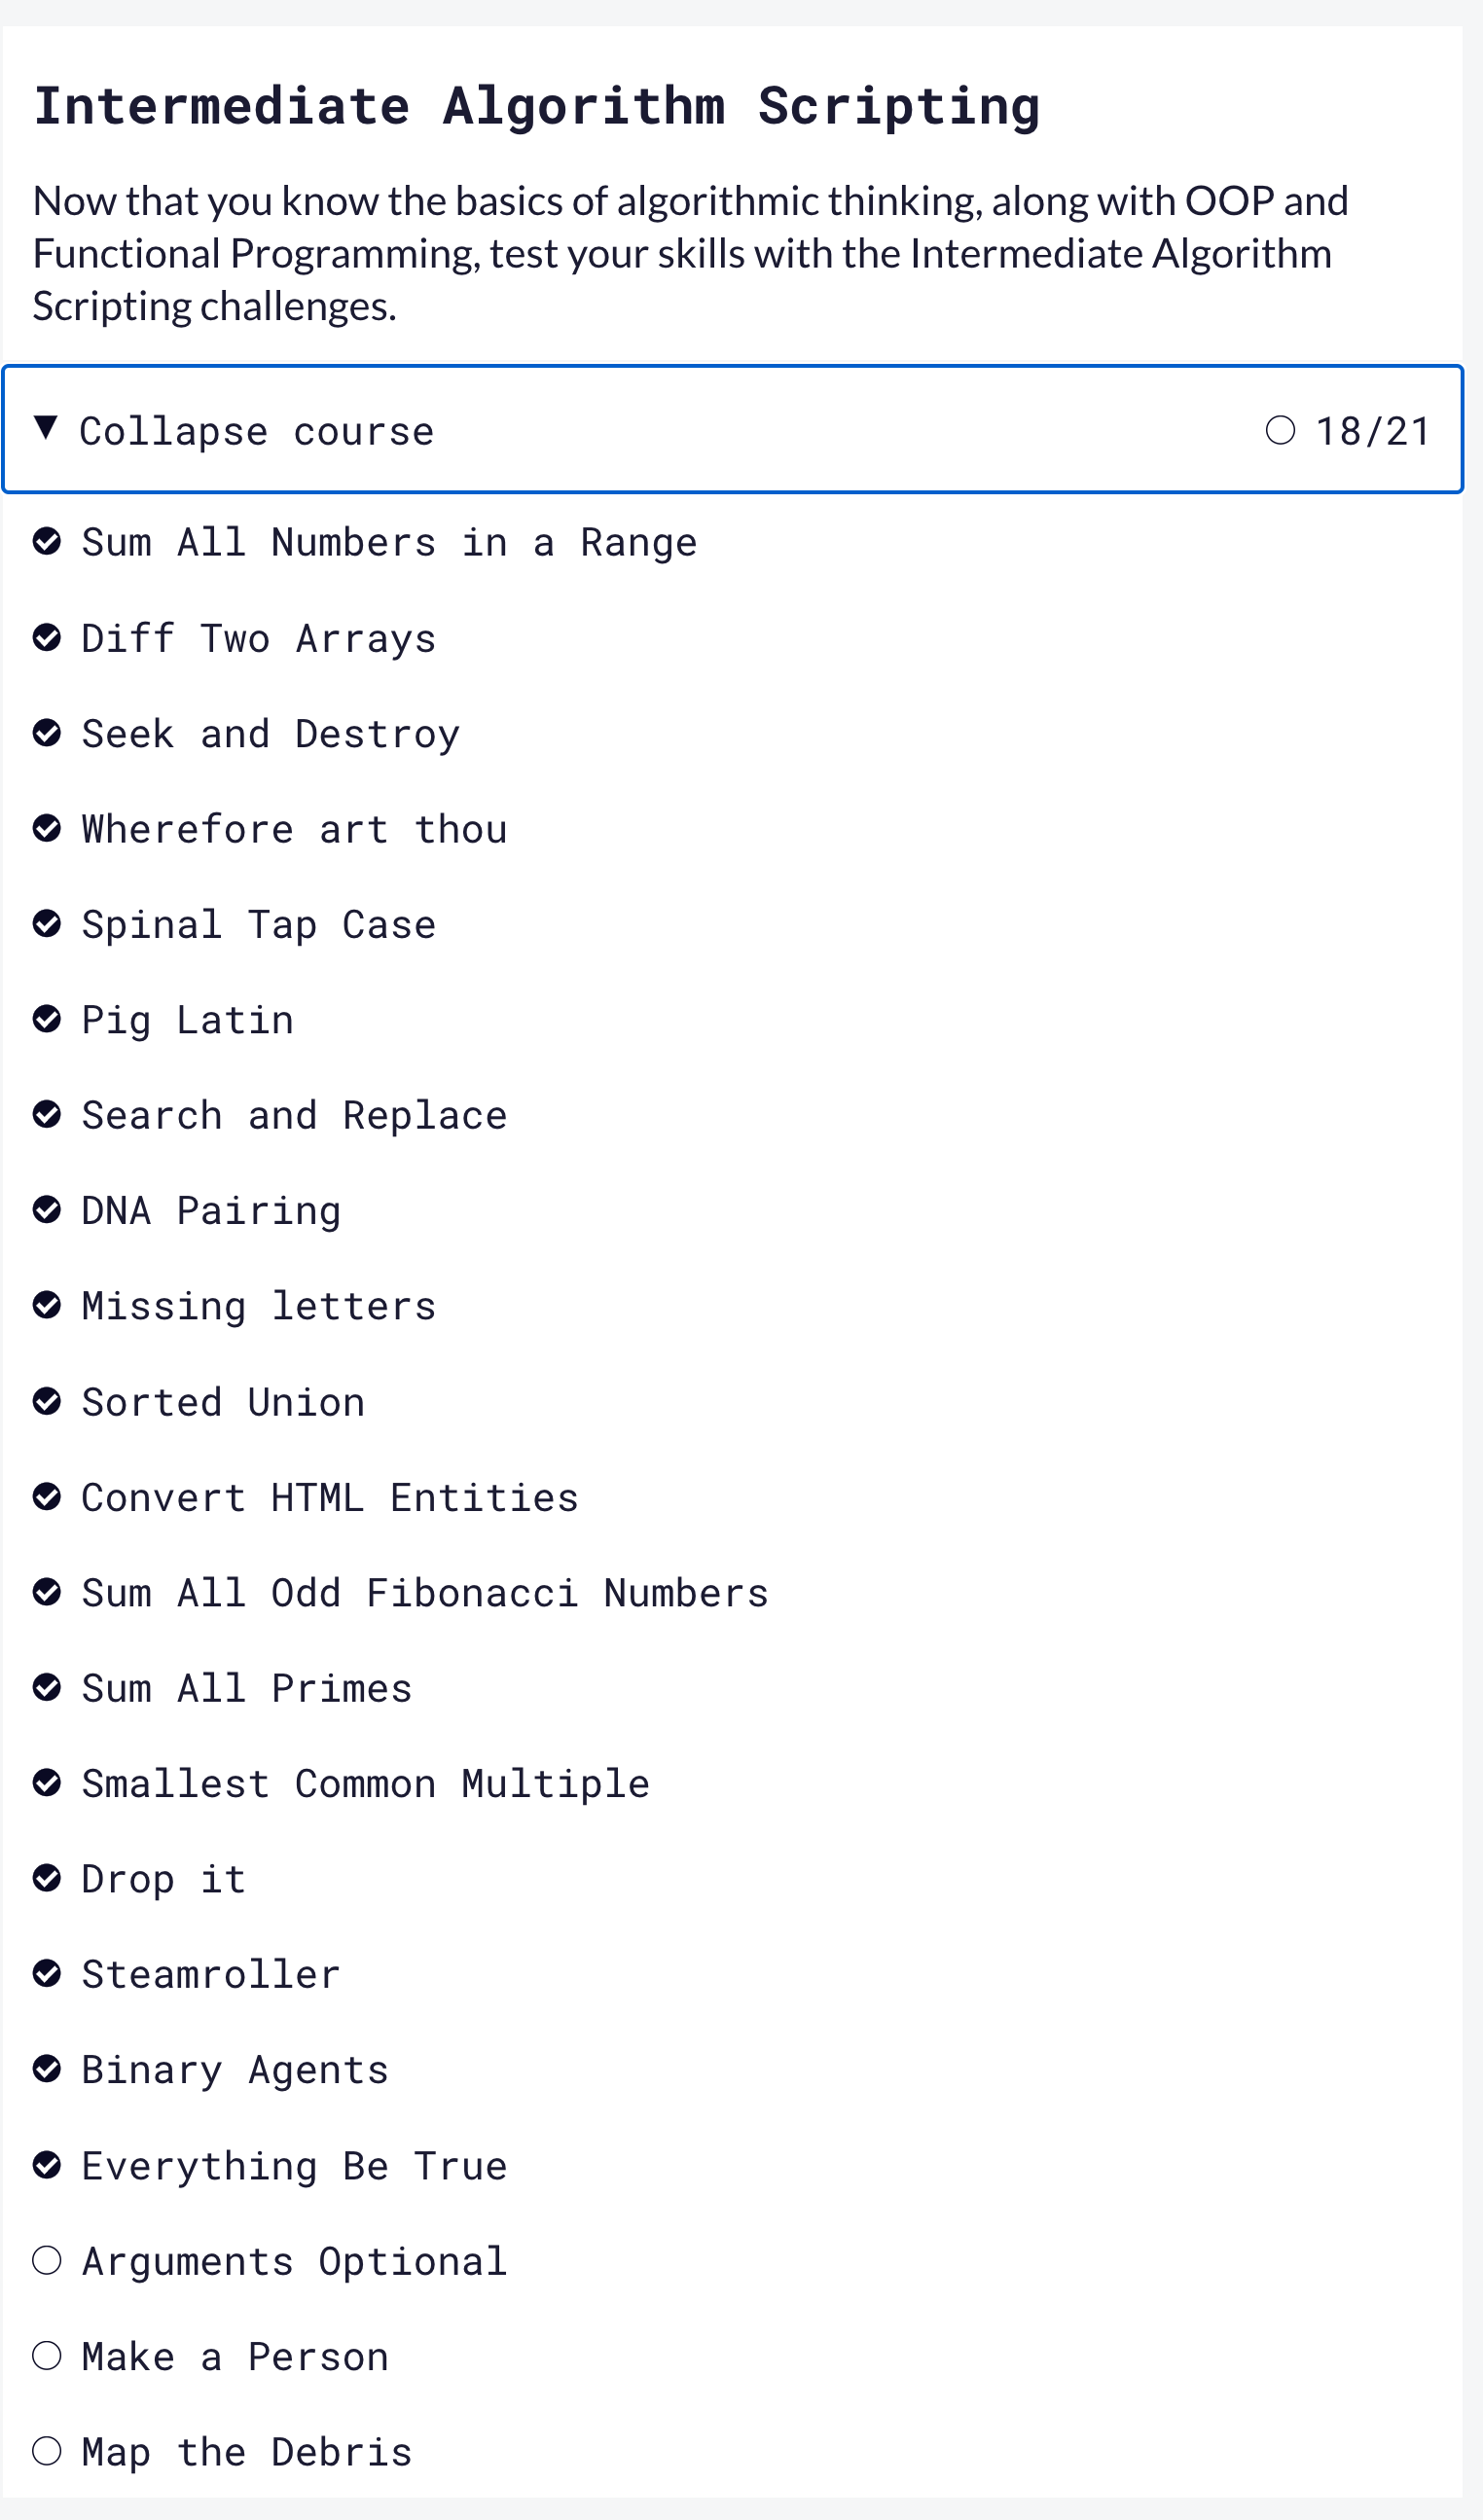 Intermediate Algorithm Scripting
Now that you know the basics of algorithmic thinking, along with OOP and
Functional Programming, test your skills with the Intermediate Algorithm
Scripting challenges.
Collapse course 18/21
Sum All Numbers in a Range
Diff Two Arrays
Seek and Destroy
Wherefore art thou
Spinal Tap Case
Pig Latin
Search and Replace
DNA Pairing
Missing letters
Sorted Union
Convert HTML Entities
Sum All Odd Fibonacci Numbers
Sum All Primes
Smallest Common Multiple
Drop it
Steamroller
Binary Agents
Everything Be True
Arguments Optional
Make a Person
Map the Debris